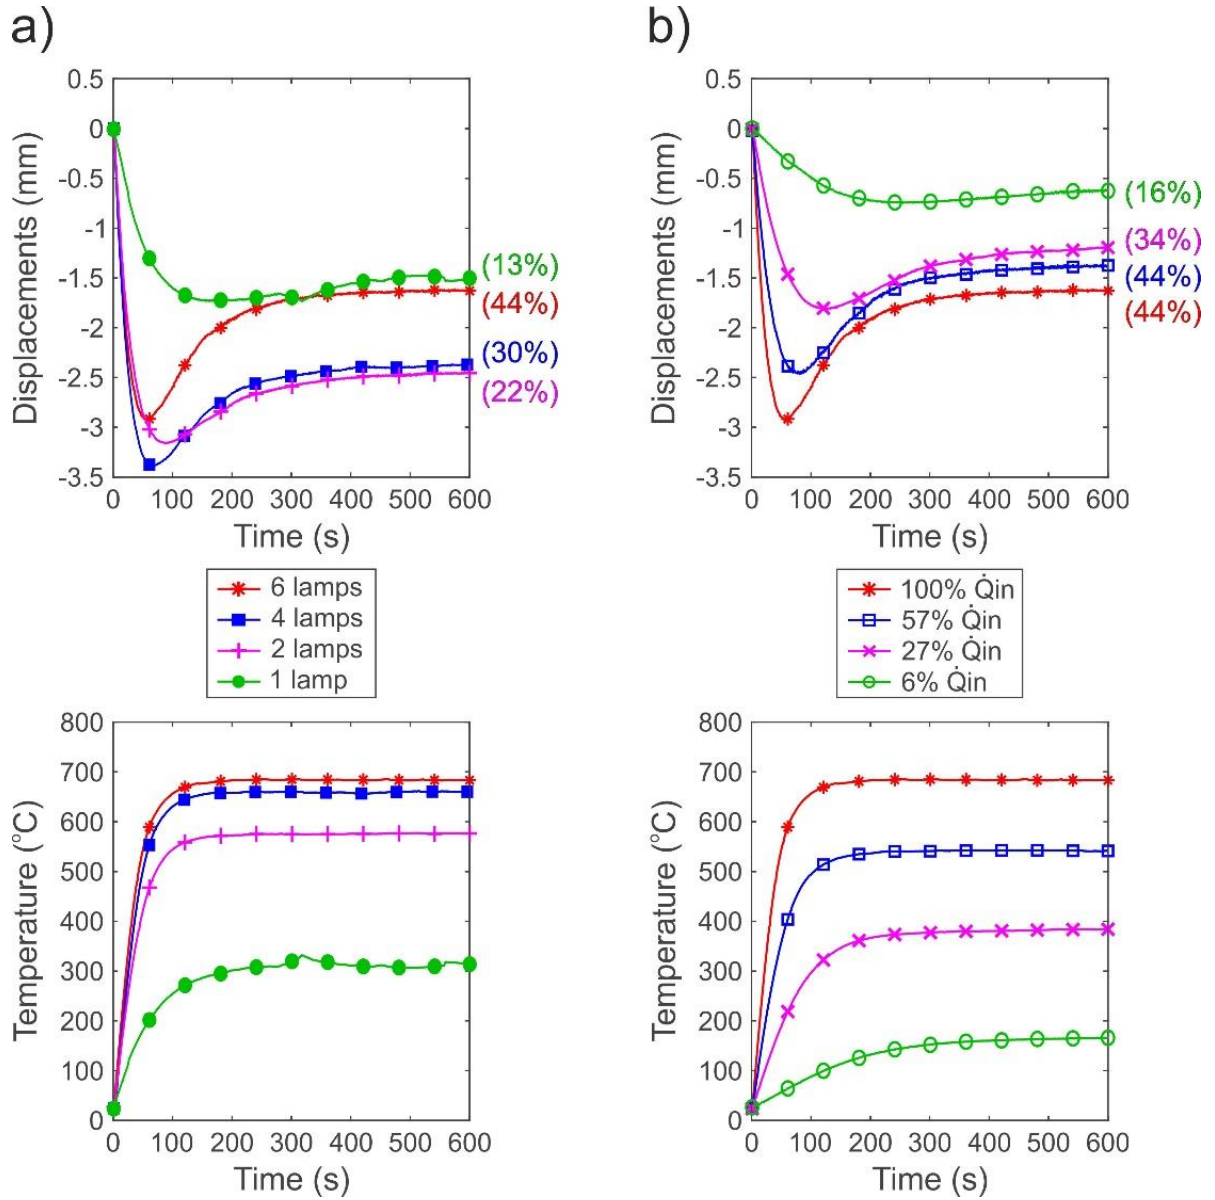 a)
b)
0.5
0
-0.5
-1
-1.5
-2
-2.5
-3
-3.5
Displacements (mm)
(13%)
(44%)
(30%)
(22%)
0 100 200 300 400 500 600
Time (s)
0.5
0
-0.5
-1
-1.5
-2
-2.5
-3
-3.5
Displacements (mm)
(16%)
(34%)
(44%)
(44%)
0 100 200 300 400 500 600
Time (s)
6 lamps
4 lamps
2 lamps
1 lamp
100% Q̇in
57% Q̇in
27% Q̇in
6% Q̇in
800
700
600
500
400
300
200
100
0
Temperature (°C)
0 100 200 300 400 500 600
Time (s)
800
700
600
500
400
300
200
100
0
Temperature (°C)
0 100 200 300 400 500 600
Time (s)